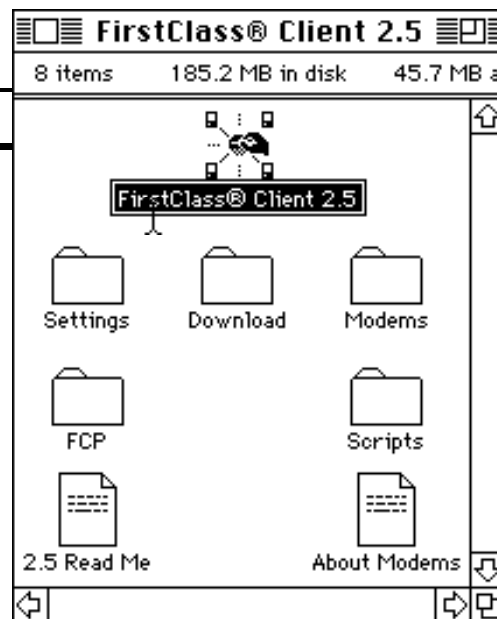 FirstClass® Client 2.5
8 items 185.2 MB in disk 45.7 MB a
FirstClass® Client 2.5
Settings Download Modems
FCP Scripts
2.5 Read Me About Modems